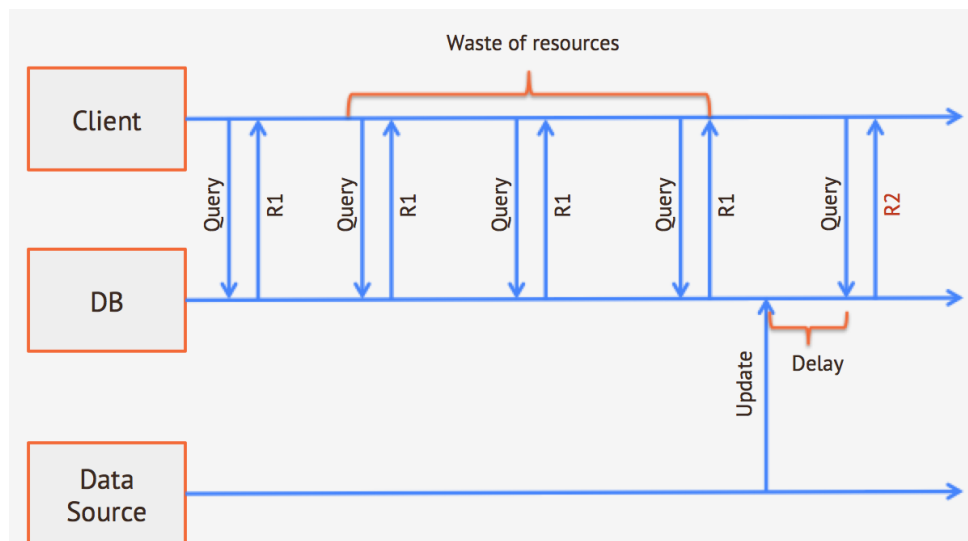 Waste of resources
Client
Query
R1
Query
R1
Query
R1
Query
R1
Query
R2
DB
Update
Delay
Data
Source